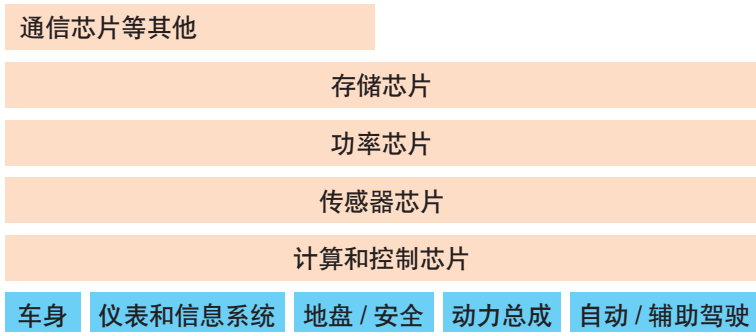 通信芯片等其他
存储芯片
功率芯片
传感器芯片
计算和控制芯片
车身 仪表和信息系统 地盘 / 安全 动力总成 自动 / 辅助驾驶